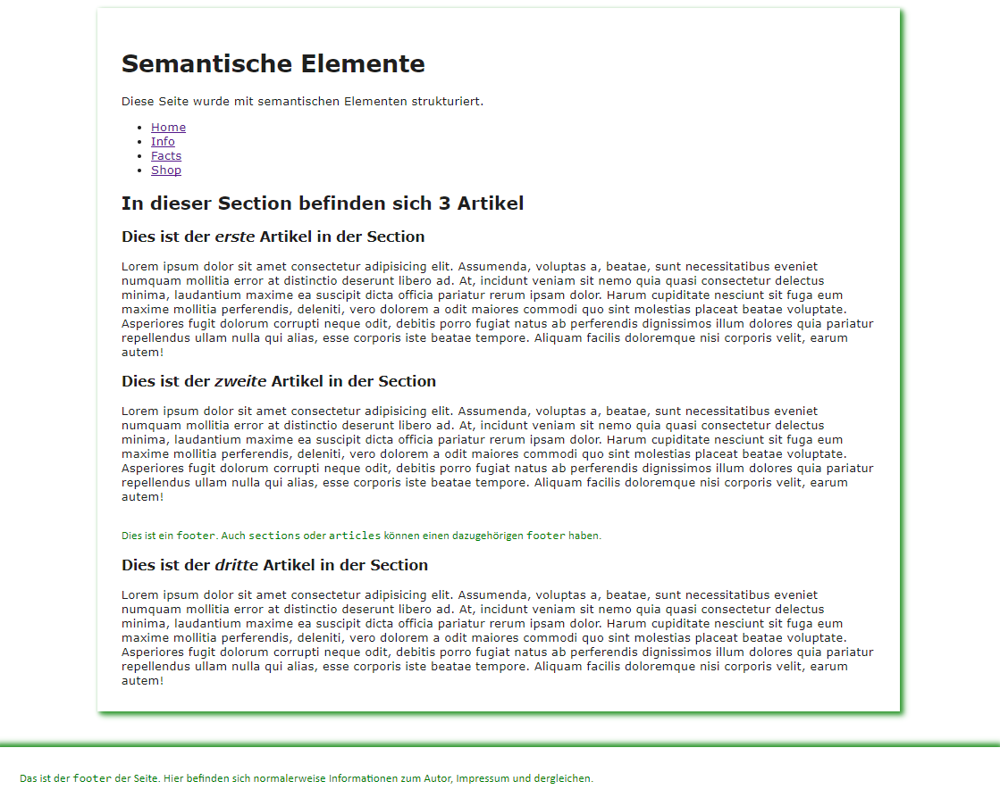 Semantische Elemente
Diese Seite wurde mit semantischen Elementen strukturiert.
Home
Info
Facts
Shop
In dieser Section befinden sich 3 Artikel
Dies ist der erste Artikel in der Section
Lorem ipsum dolor sit amet consectetur adipisicing elit. Assumenda, voluptas a, beatae, sunt necessitatibus eveniet
numquam mollitia error at distinctio deserunt libero ad. At, incidunt veniam sit nemo quia quasi consectetur delectus
minima, laudantium maxime ea suscipit dicta officia pariatur rerum ipsam dolor. Harum cupiditate nesciunt sit fuga eum
maxime mollitia perferendis, deleniti, vero dolorem a odit maiores commodi quo sint molestias placeat beatae voluptate.
Asperiores fugit dolorum corrupti neque odit, debitis porro fugiat natus ab perferendis dignissimos illum dolores quia pariatur
repellendus ullam nulla qui alias, esse corporis iste beatae tempore. Aliquam facilis doloremque nisi corporis velit, earum
autem!
Dies ist der zweite Artikel in der Section
Lorem ipsum dolor sit amet consectetur adipisicing elit. Assumenda, voluptas a, beatae, sunt necessitatibus eveniet
numquam mollitia error at distinctio deserunt libero ad. At, incidunt veniam sit nemo quia quasi consectetur delectus
minima, laudantium maxime ea suscipit dicta officia pariatur rerum ipsam dolor. Harum cupiditate nesciunt sit fuga eum
maxime mollitia perferendis, deleniti, vero dolorem a odit maiores commodi quo sint molestias placeat beatae voluptate.
Asperiores fugit dolorum corrupti neque odit, debitis porro fugiat natus ab perferendis dignissimos illum dolores quia pariatur
repellendus ullam nulla qui alias, esse corporis iste beatae tempore. Aliquam facilis doloremque nisi corporis velit, earum
autem!
Dies ist ein footer. Auch sections oder articles können einen dazugehörigen footer haben.
Dies ist der dritte Artikel in der Section
Lorem ipsum dolor sit amet consectetur adipisicing elit. Assumenda, voluptas a, beatae, sunt necessitatibus eveniet
numquam mollitia error at distinctio deserunt libero ad. At, incidunt veniam sit nemo quia quasi consectetur delectus
minima, laudantium maxime ea suscipit dicta officia pariatur rerum ipsam dolor. Harum cupiditate nesciunt sit fuga eum
maxime mollitia perferendis, deleniti, vero dolorem a odit maiores commodi quo sint molestias placeat beatae voluptate.
Asperiores fugit dolorum corrupti neque odit, debitis porro fugiat natus ab perferendis dignissimos illum dolores quia pariatur
repellendus ullam nulla qui alias, esse corporis iste beatae tempore. Aliquam facilis doloremque nisi corporis velit, earum
autem!
Das ist der footer der Seite. Hier befinden sich normalerweise Informationen zum Autor, Impressum und dergleichen.